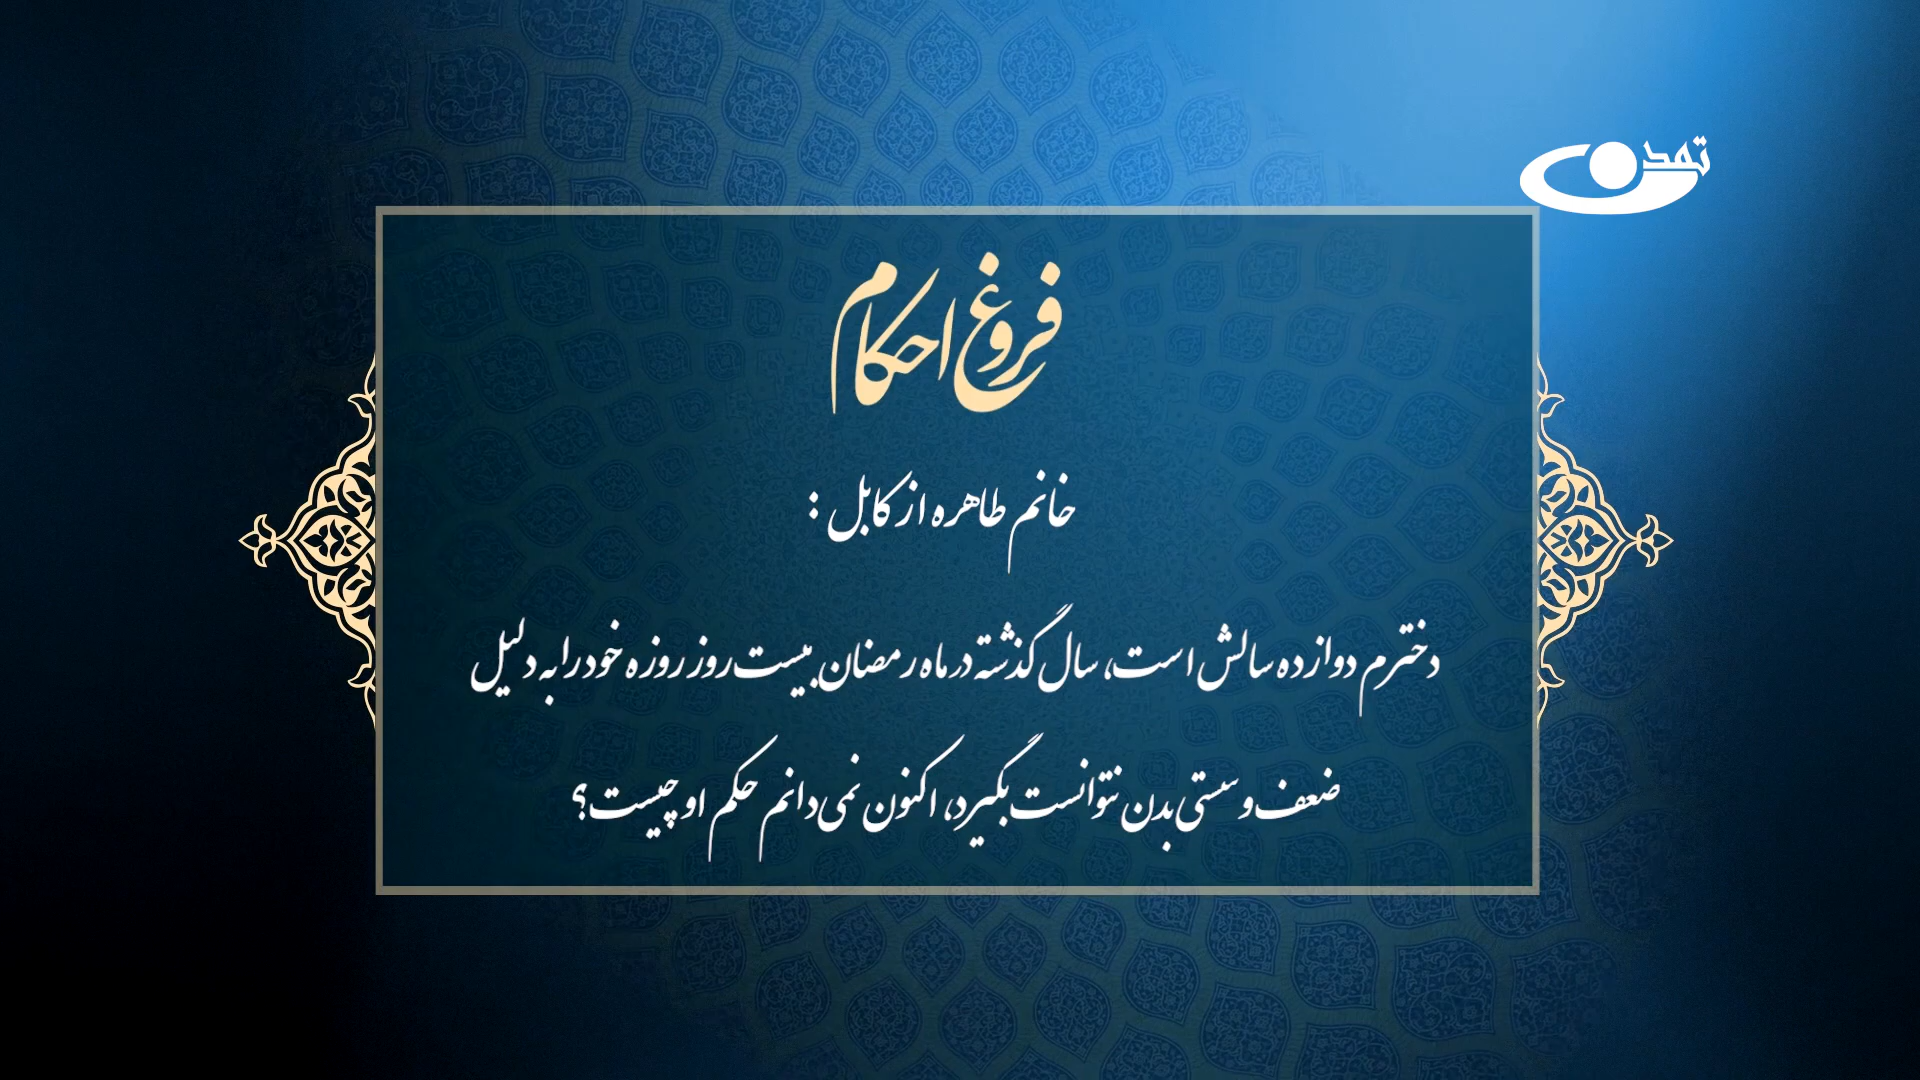 تمدن
فروغ احکام
خانم طاهره از کابل :
دخترم دوازده سالش است، سال گذشته در ماه رمضان بیست روز روزه خود را به دلیل
ضعف و سستی بدن نتوانست بگیرد، اکنون نمی‌دانم حکم او چیست؟